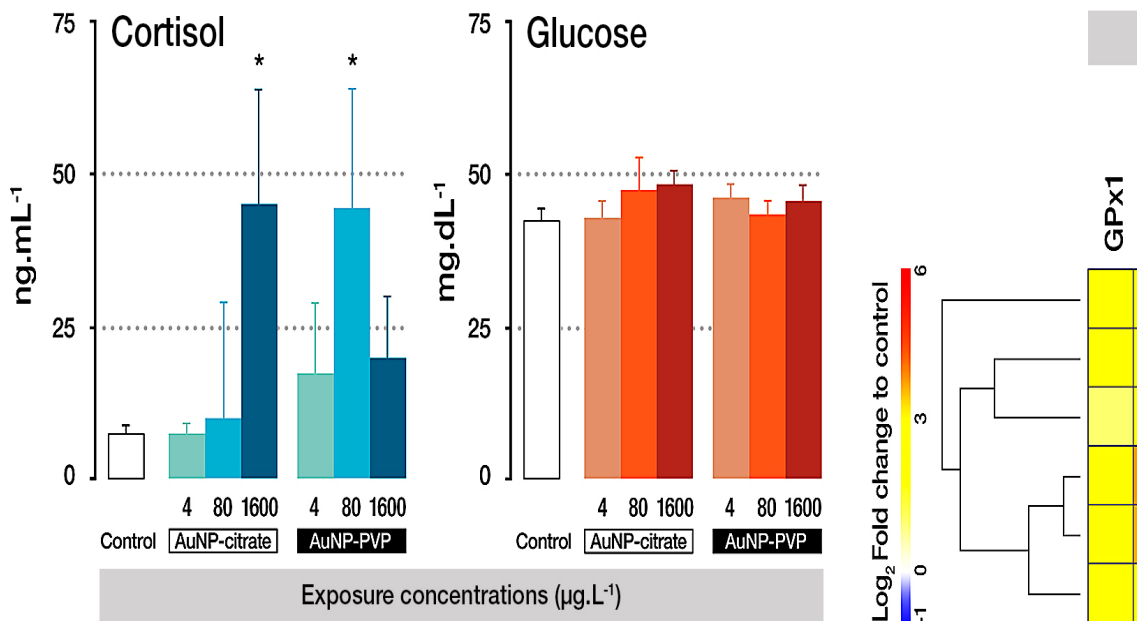 Cortisol
ng.mL⁻¹
75
50
25
0
*
*
4 80 1600 4 80 1600
Control AuNP-citrate AuNP-PVP
Glucose
mg.dL⁻¹
75
50
25
0
4 80 1600 4 80 1600
Control AuNP-citrate AuNP-PVP
Exposure concentrations (µg.L⁻¹)
Log₂ Fold change to control
6
3
0
-1
GPx1